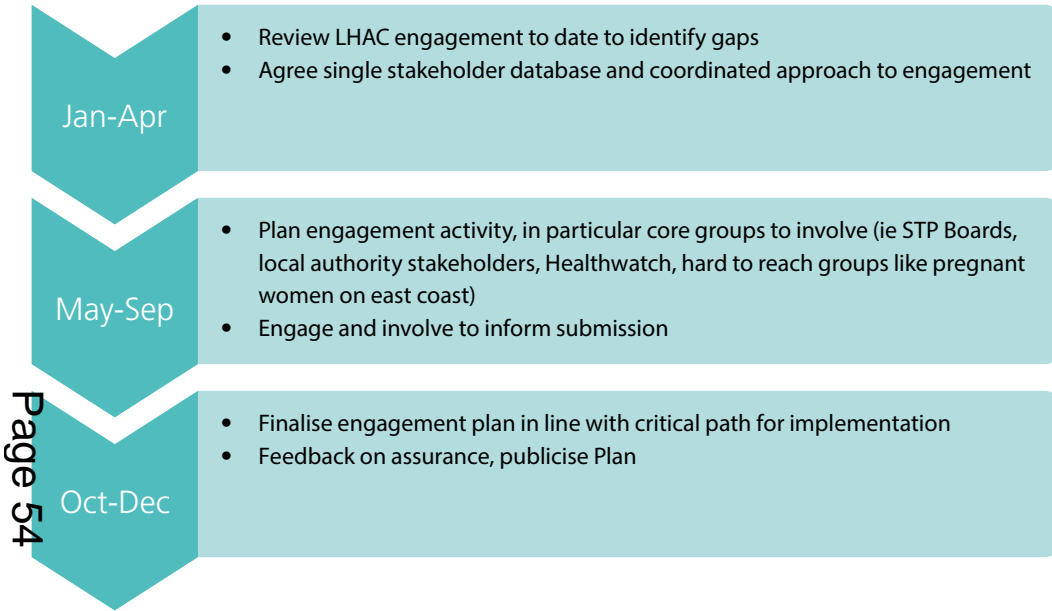 Jan-Apr
• Review LHAC engagement to date to identify gaps
• Agree single stakeholder database and coordinated approach to engagement
May-Sep
• Plan engagement activity, in particular core groups to involve (ie STP Boards,
local authority stakeholders, Healthwatch, hard to reach groups like pregnant
women on east coast)
• Engage and involve to inform submission
Oct-Dec
• Finalise engagement plan in line with critical path for implementation
• Feedback on assurance, publicise Plan
Page 54